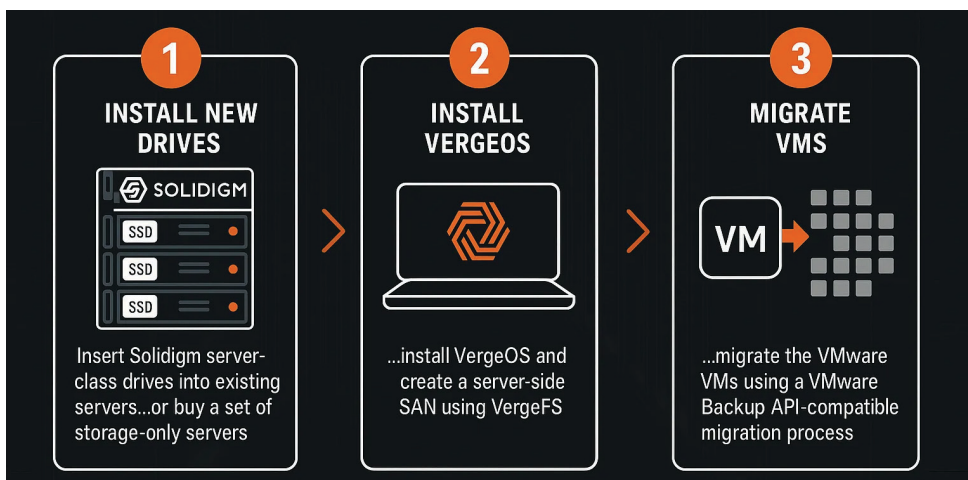 1
INSTALL NEW
DRIVES
SOLIDIGM
SSD
SSD
SSD
Insert Solidigm server-
class drives into existing
servers...or buy a set of
storage-only servers
2
INSTALL
VERGEOS
...install VergeOS and
create a server-side
SAN using VergeFS
3
MIGRATE
VMS
VM
...migrate the VMware
VMs using a VMware
Backup API-compatible
migration process